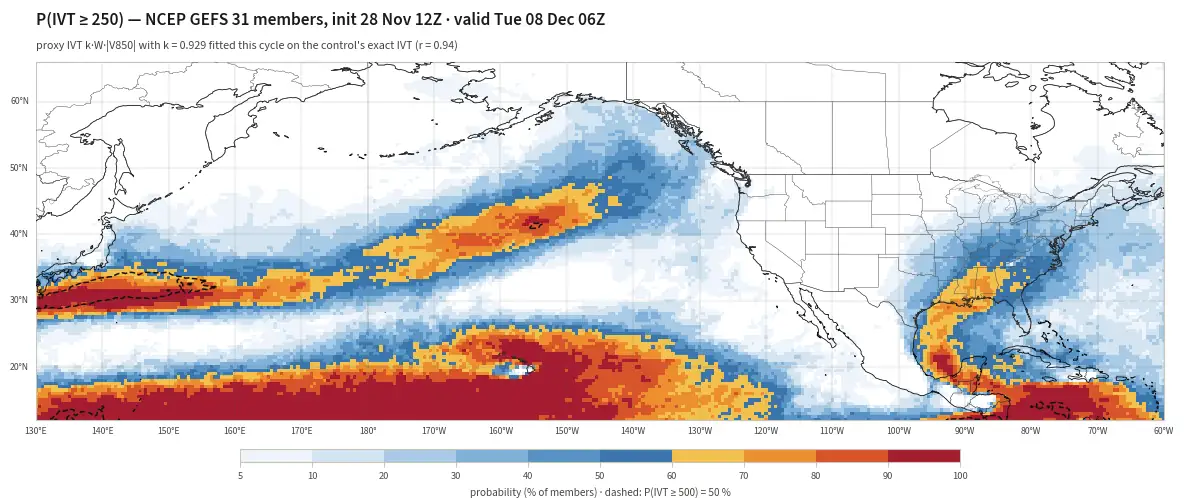 P(IVT ≥ 250) — NCEP GEFS 31 members, init 28 Nov 12Z · valid Tue 08 Dec 06Z
proxy IVT k·W·|V850| with k = 0.929 fitted this cycle on the control's exact IVT (r = 0.94)
60°N
50°N
40°N
30°N
20°N
130°E 140°E 150°E 160°E 170°E 180° 170°W 160°W 150°W 140°W 130°W 120°W 110°W 100°W 90°W 80°W 70°W 60°W
5 10 20 30 40 50 60 70 80 90 100
probability (% of members) · dashed: P(IVT ≥ 500) = 50 %